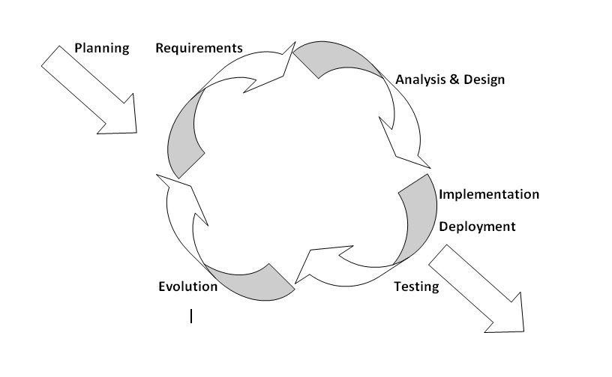 Planning
Requirements
Analysis & Design
Implementation
Deployment
Evolution
Testing